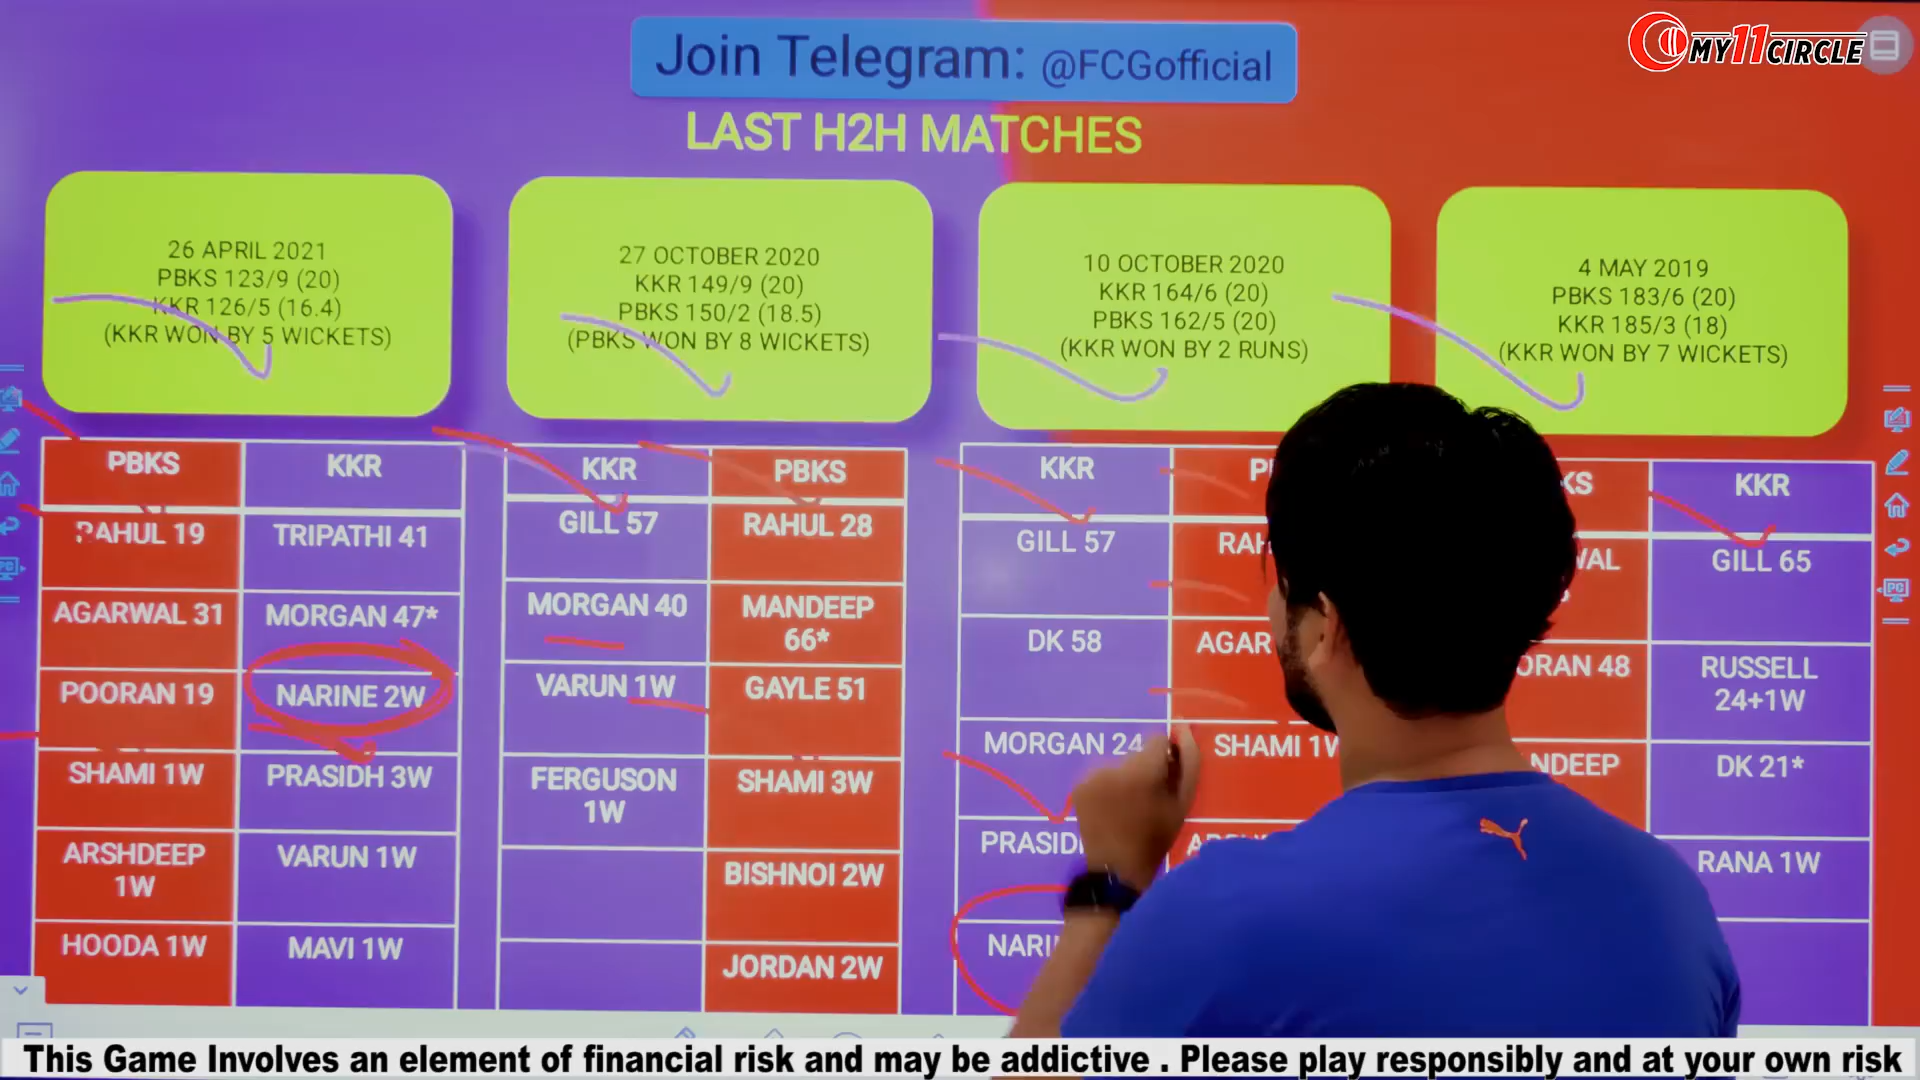 Join Telegram: @FCGofficial
MY11CIRCLE
LAST H2H MATCHES
26 APRIL 2021
PBKS 123/9 (20)
KKR 126/5 (16.4)
(KKR WON BY 5 WICKETS)
27 OCTOBER 2020
KKR 149/9 (20)
PBKS 150/2 (18.5)
(PBKS WON BY 8 WICKETS)
10 OCTOBER 2020
KKR 164/6 (20)
PBKS 162/5 (20)
(KKR WON BY 2 RUNS)
4 MAY 2019
PBKS 183/6 (20)
KKR 185/3 (18)
(KKR WON BY 7 WICKETS)
PBKS KKR
RAHUL 19 TRIPATHI 41
AGARWAL 31 MORGAN 47*
POORAN 19 NARINE 2W
SHAMI 1W PRASIDH 3W
ARSHDEEP
1W
VARUN 1W
HOODA 1W MAVI 1W
KKR PBKS
GILL 57 RAHUL 28
MORGAN 40 MANDEEP
66*
VARUN 1W GAYLE 51
FERGUSON
1W
SHAMI 3W
BISHNOI 2W
JORDAN 2W
KKR
GILL 57
DK 58
MORGAN 24 SHAMI 1W
KKR
GILL 65
48
RUSSELL
24+1W
DK 21*
RANA 1W
This Game Involves an element of financial risk and may be addictive . Please play responsibly and at your own risk